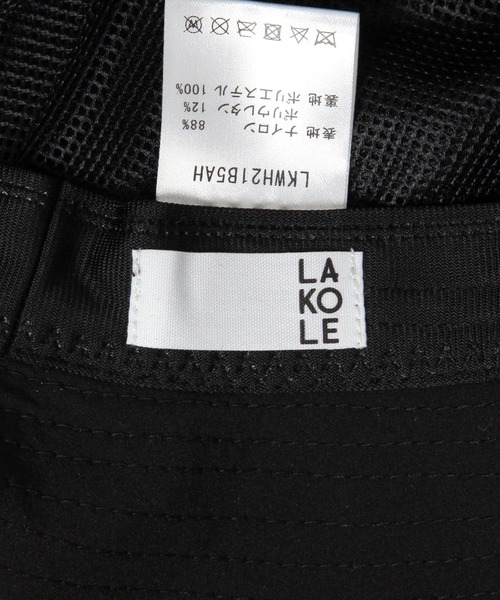 LKWH21B5AH
表地 ナイロン 88%
ポリウレタン 12%
裏地 ポリエステル 100%
W
LA
KO
LE